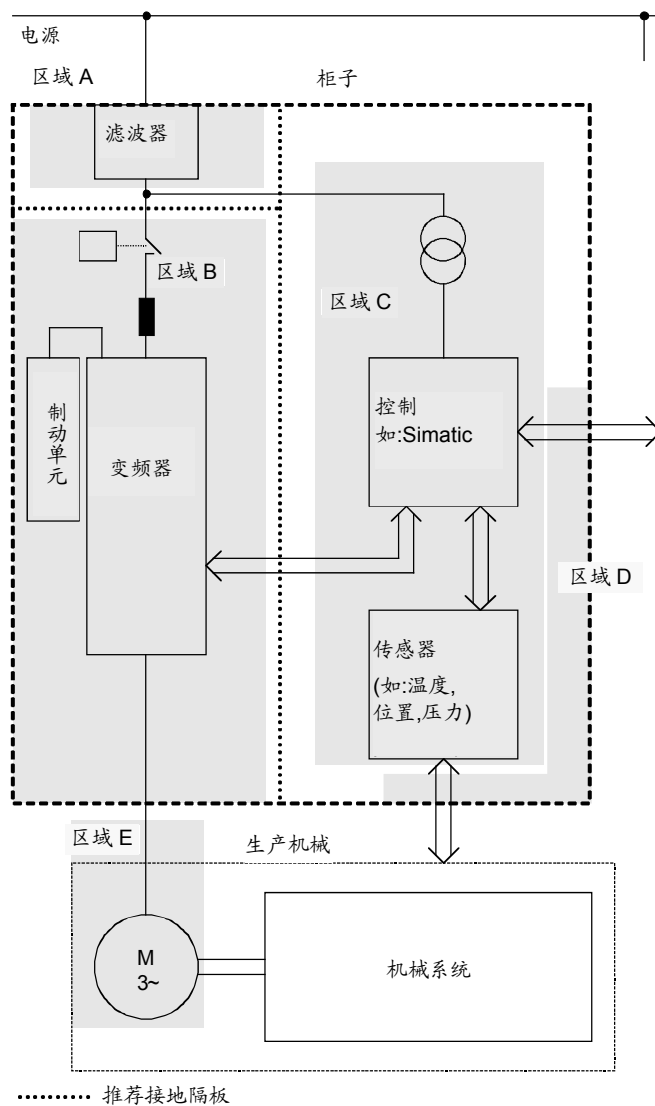 电源
区域 A
柜子
滤波器
区域 B
区域 C
制动单元
变频器
控制
如:Simatic
区域 D
传感器
(如:温度,
位置,压力)
区域 E
生产机械
M
3~
机械系统
推荐接地隔板